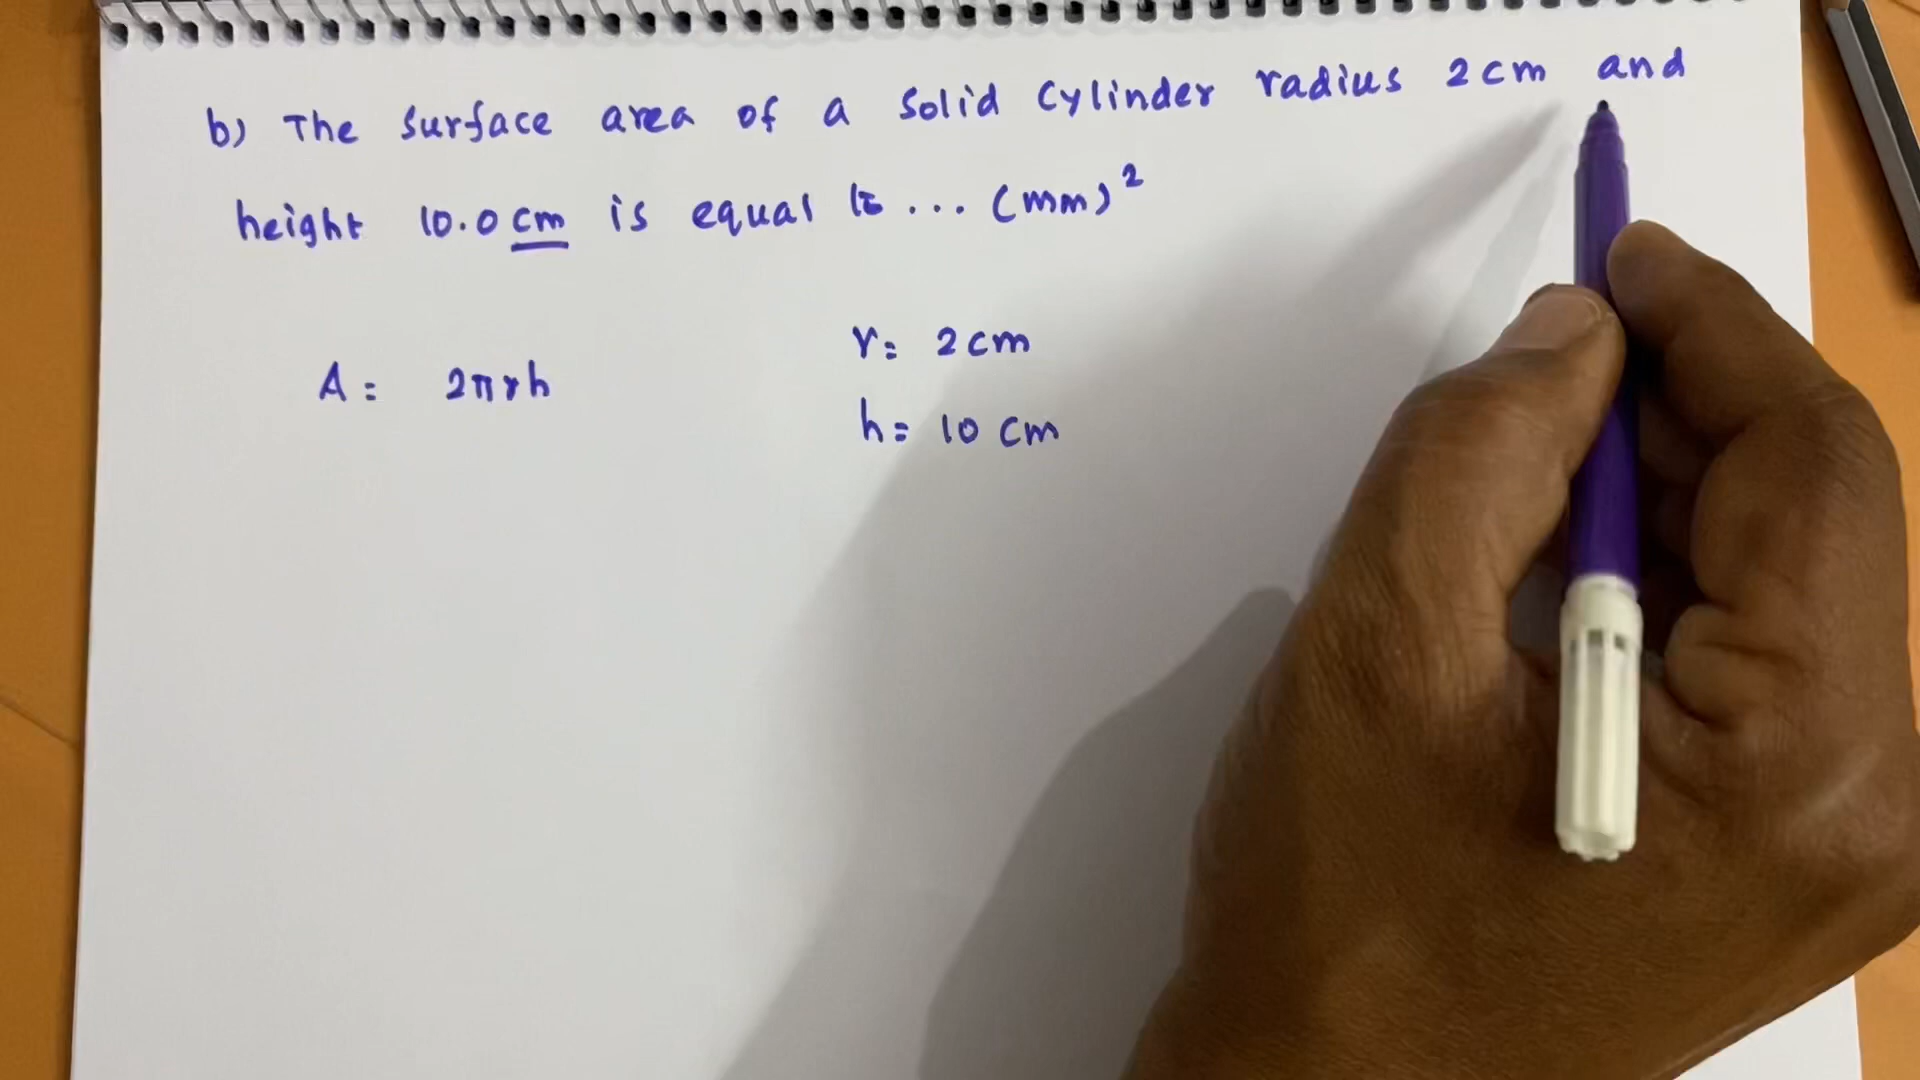 b) The surface area of a solid cylinder radius 2cm and
height 10.0 cm is equal to ... (mm)²
r= 2cm
A= 2πrh
h= 10 cm